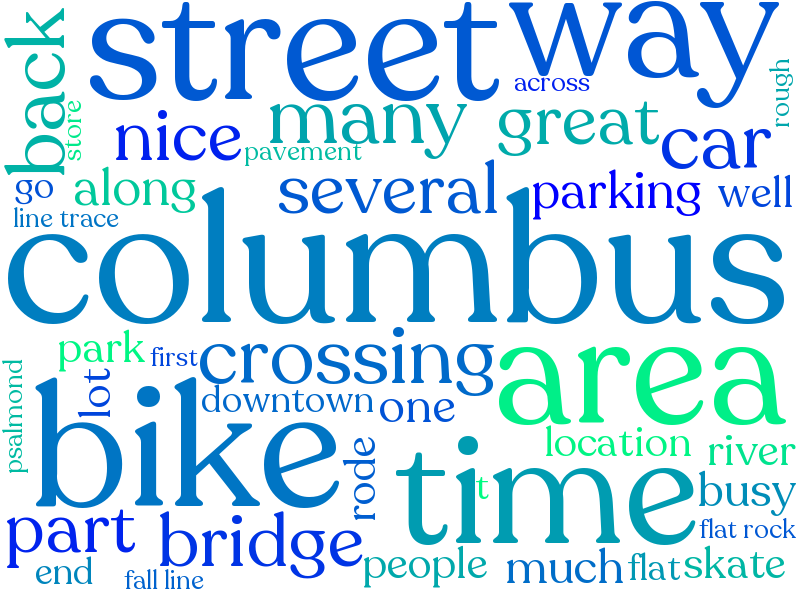 street
way
back
across
rough
store
nice
many
great
car
pavement
go
along
several
parking
well
line trace
columbus
park
first
crossing
area
psalmond
lot
downtown
one
bike
time
location
river
rode
t
busy
part
bridge
flat rock
end
fall line
people
much
flat
skate